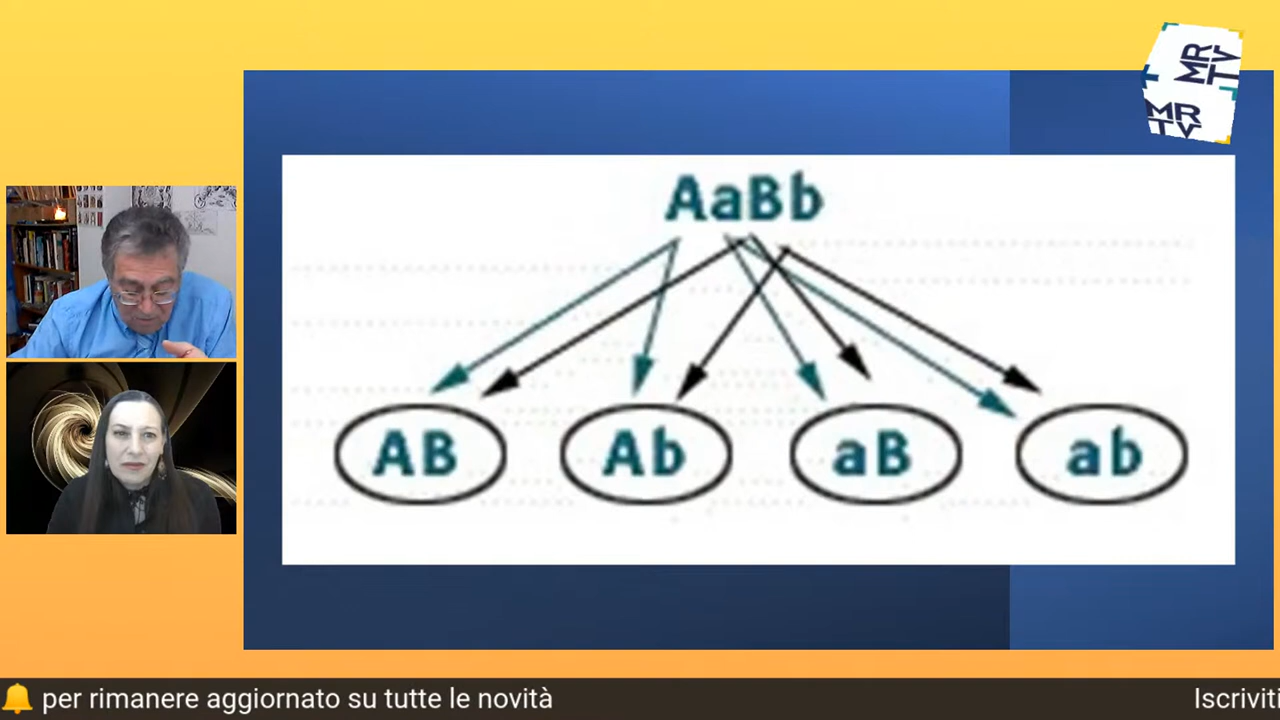 MR
TV
MR
TV
AaBb
AB Ab aB ab
🔔 per rimanere aggiornato su tutte le novità Iscriviti